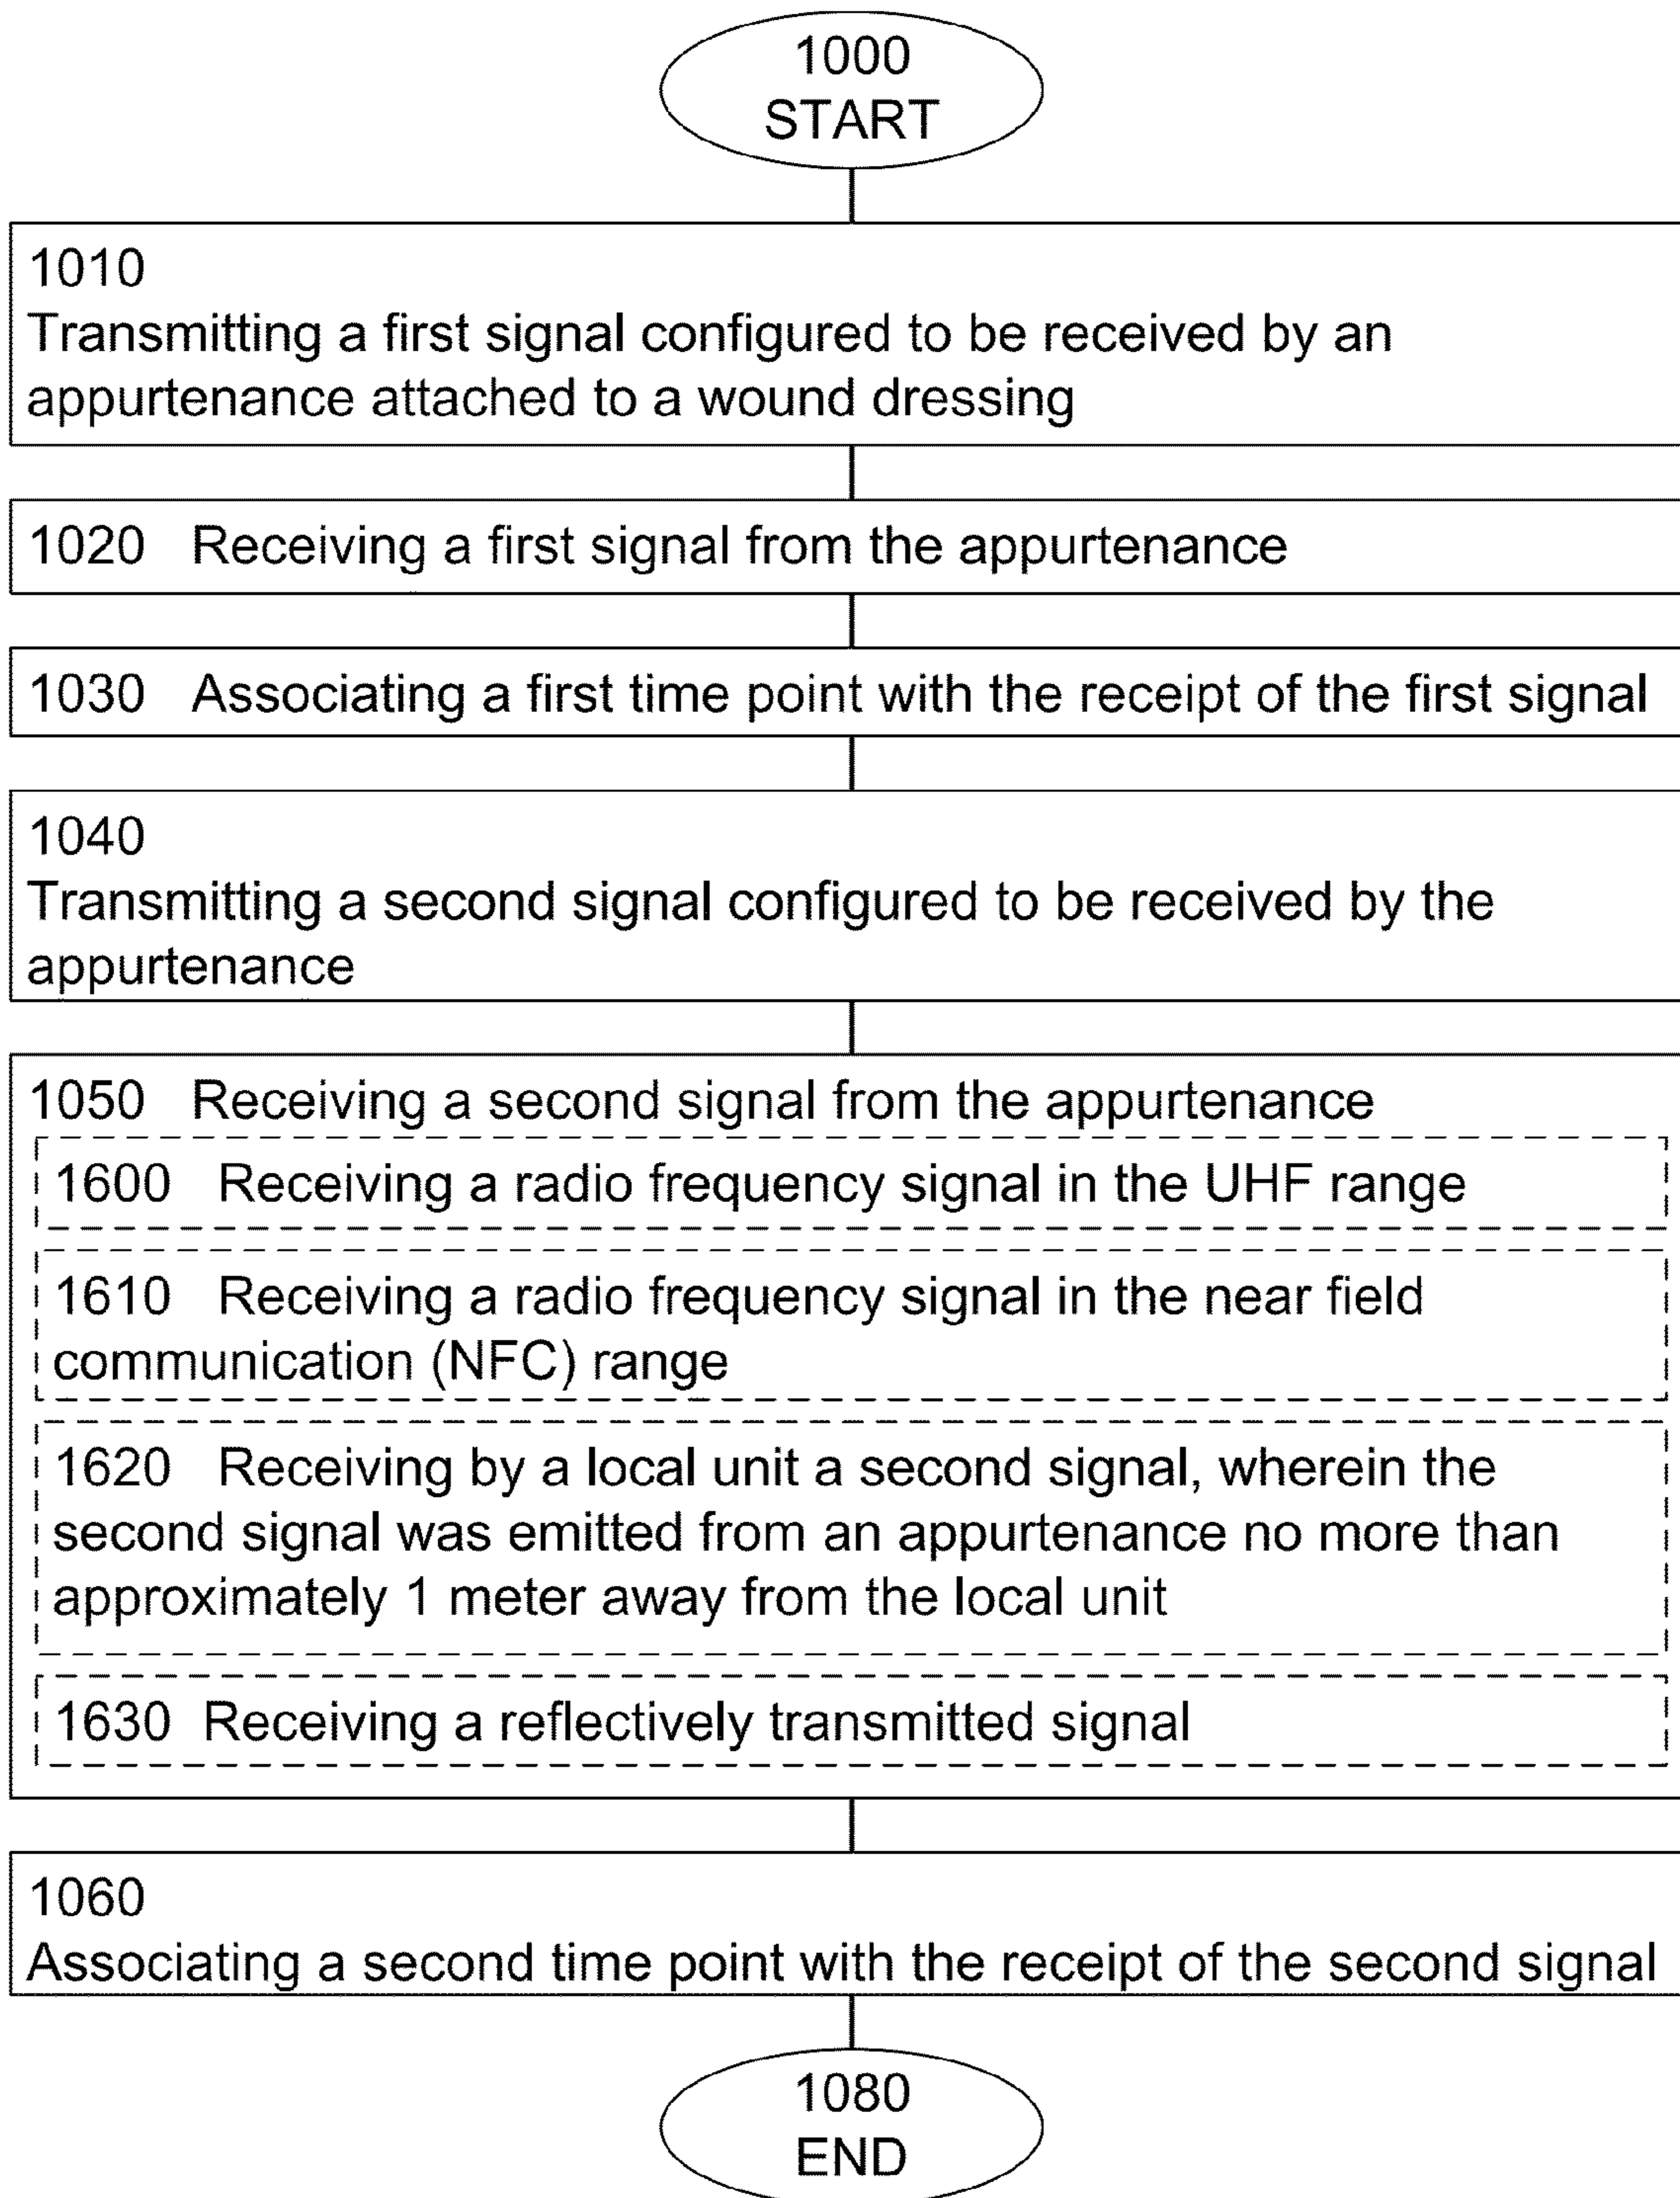 1000
START
1010
Transmitting a first signal configured to be received by an
appurtenance attached to a wound dressing
1020 Receiving a first signal from the appurtenance
1030 Associating a first time point with the receipt of the first signal
1040
Transmitting a second signal configured to be received by the
appurtenance
1050 Receiving a second signal from the appurtenance
1600 Receiving a radio frequency signal in the UHF range
1610 Receiving a radio frequency signal in the near field
communication (NFC) range
1620 Receiving by a local unit a second signal, wherein the
second signal was emitted from an appurtenance no more than
approximately 1 meter away from the local unit
1630 Receiving a reflectively transmitted signal
1060
Associating a second time point with the receipt of the second signal
1080
END